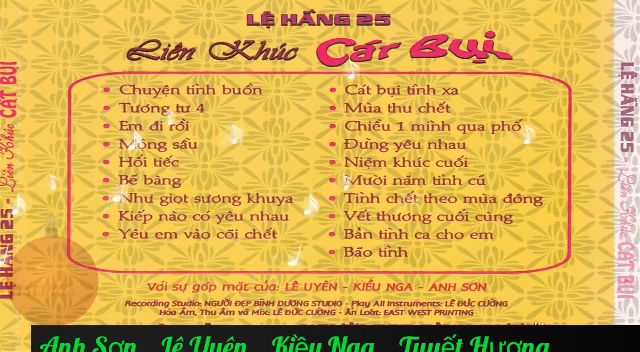 LỆ HẰNG 25
Liên Khúc Cát Bụi
• Chuyện tình buồn
• Tương tư 4
• Em đi rồi
• Mộng sầu
• Hối tiếc
• Bẽ bàng
• Như giọt sương khuya
• Kiếp nào có yêu nhau
• Yêu em vào cõi chết
• Cát bụi tình xa
• Mùa thu chết
• Chiều 1 mình qua phố
• Đừng yêu nhau
• Niệm khúc cuối
• Mười năm tình cũ
• Tình chết theo mùa đông
• Vết thương cuối cùng
• Bản tình ca cho em
• Bão tình
Với sự góp mặt của: LÊ UYÊN - KIỀU NGA - ANH SƠN
Recording Studio: NGƯỜI ĐẸP BÌNH DƯƠNG STUDIO - Play All Instruments: LÊ ĐỨC CƯỜNG
Hòa Âm, Thu Âm và Mix: LÊ ĐỨC CƯỜNG - Ấn Loát: EAST WEST PRINTING
Anh Sơn Lê Uyên Kiều Nga Tuyết Hương
LỆ HẰNG 25 - Liên Khúc CÁT BỤI
LỆ HẰNG 25 - Liên Khúc CÁT BỤI